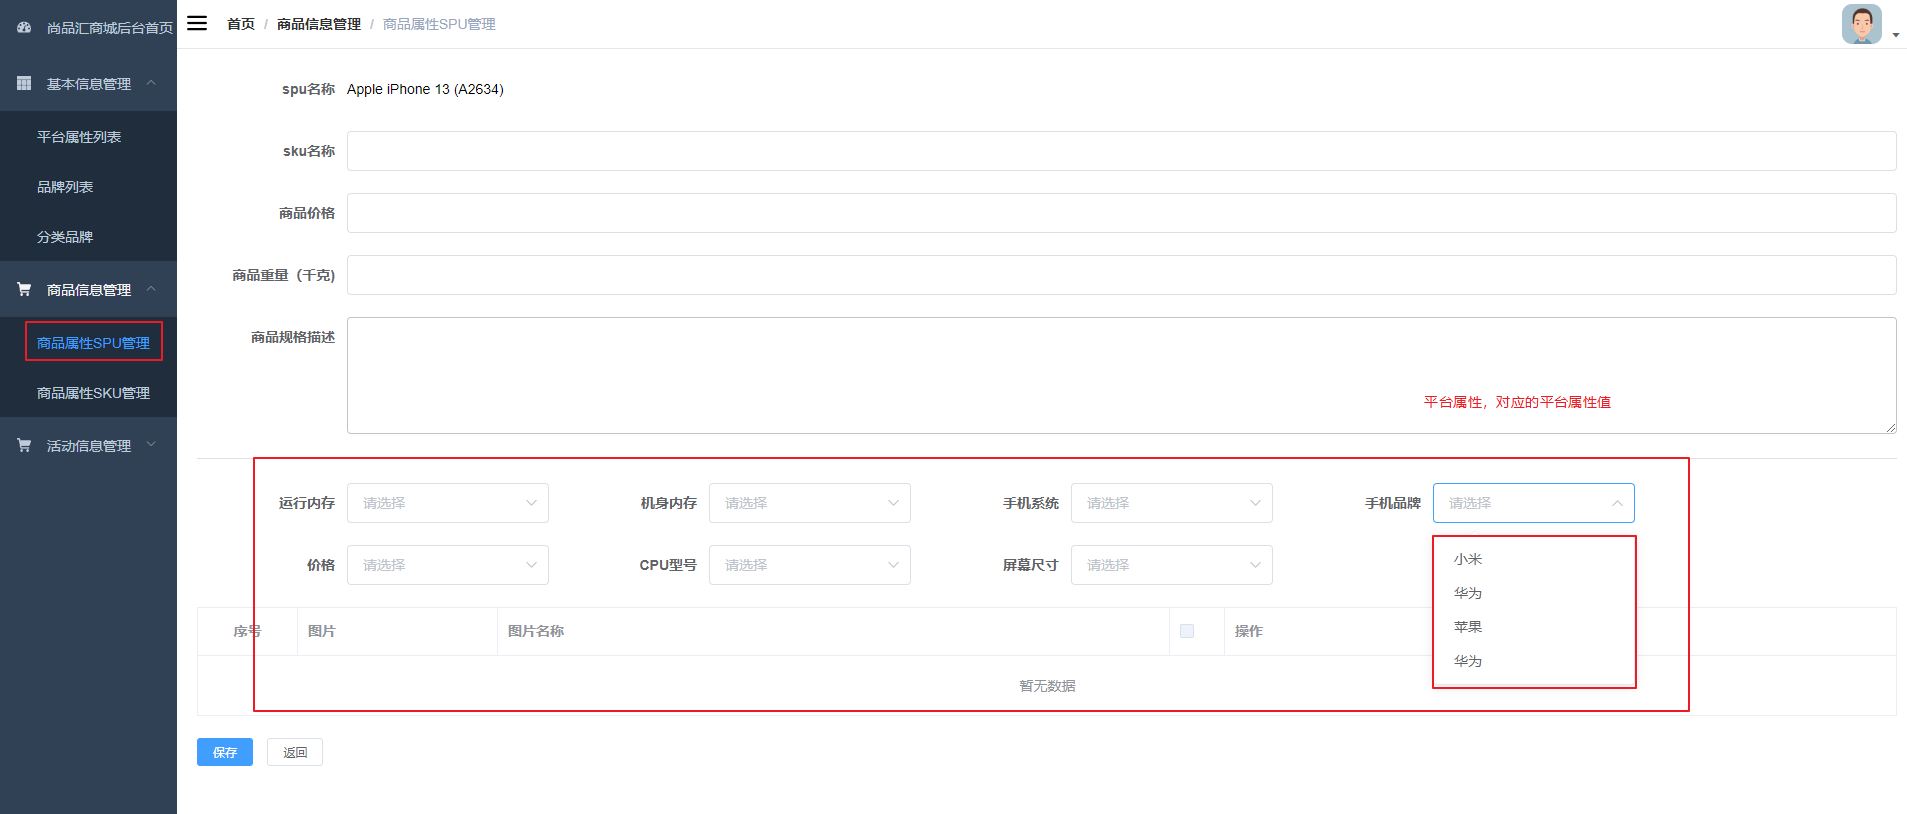 尚品汇商城后台首页
基本信息管理
平台属性列表
品牌列表
分类品牌
商品信息管理
商品属性SPU管理
商品属性SKU管理
活动信息管理
首页 / 商品信息管理 / 商品属性SPU管理
spu名称 Apple iPhone 13 (A2634)
sku名称
商品价格
商品重量（千克)
商品规格描述
平台属性，对应的平台属性值
运行内存 请选择 机身内存 请选择 手机系统 请选择 手机品牌 请选择
价格 请选择 CPU型号 请选择 屏幕尺寸 请选择
小米
华为
苹果
华为
序号 图片 图片名称 操作
暂无数据
保存 返回